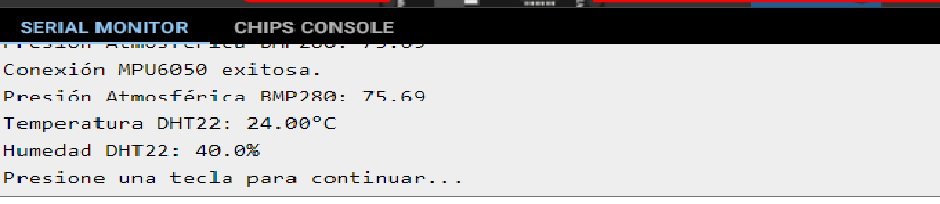 SERIAL MONITOR CHIPS CONSOLE
Presión Atmosférica BMP280: 75.69
Conexión MPU6050 exitosa.
Presión Atmosférica BMP280: 75.69
Temperatura DHT22: 24.00°C
Humedad DHT22: 40.0%
Presione una tecla para continuar...